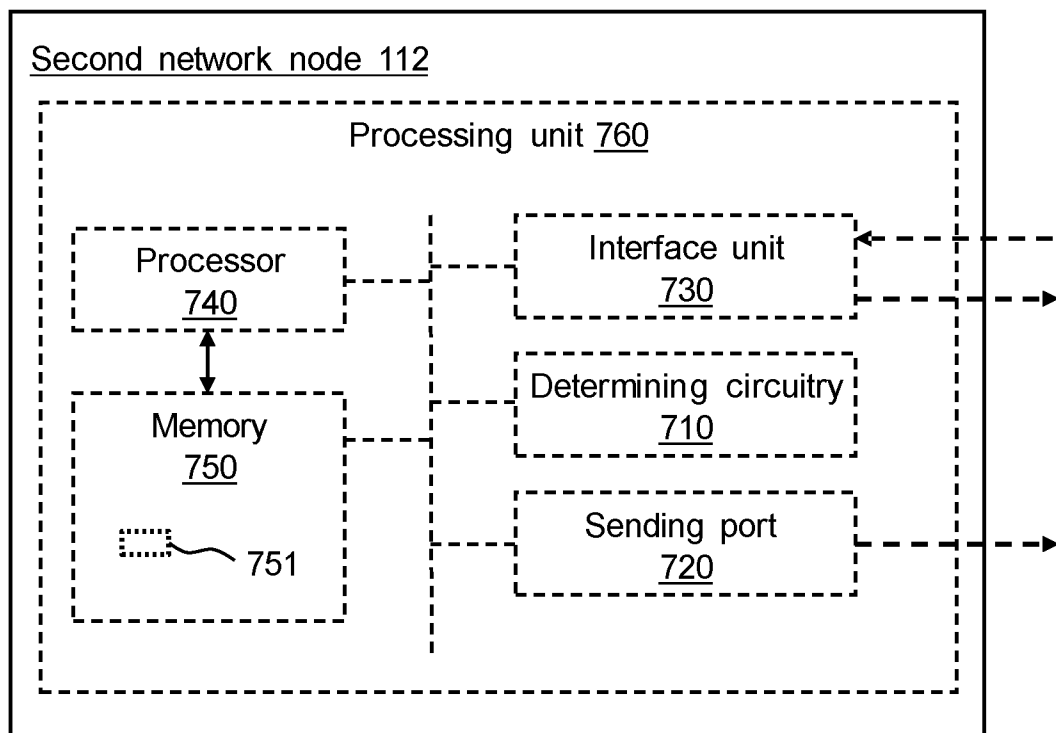 Second network node 112
Processing unit 760
Processor
740
Interface unit
730
Memory
750
751
Determining circuitry
710
Sending port
720